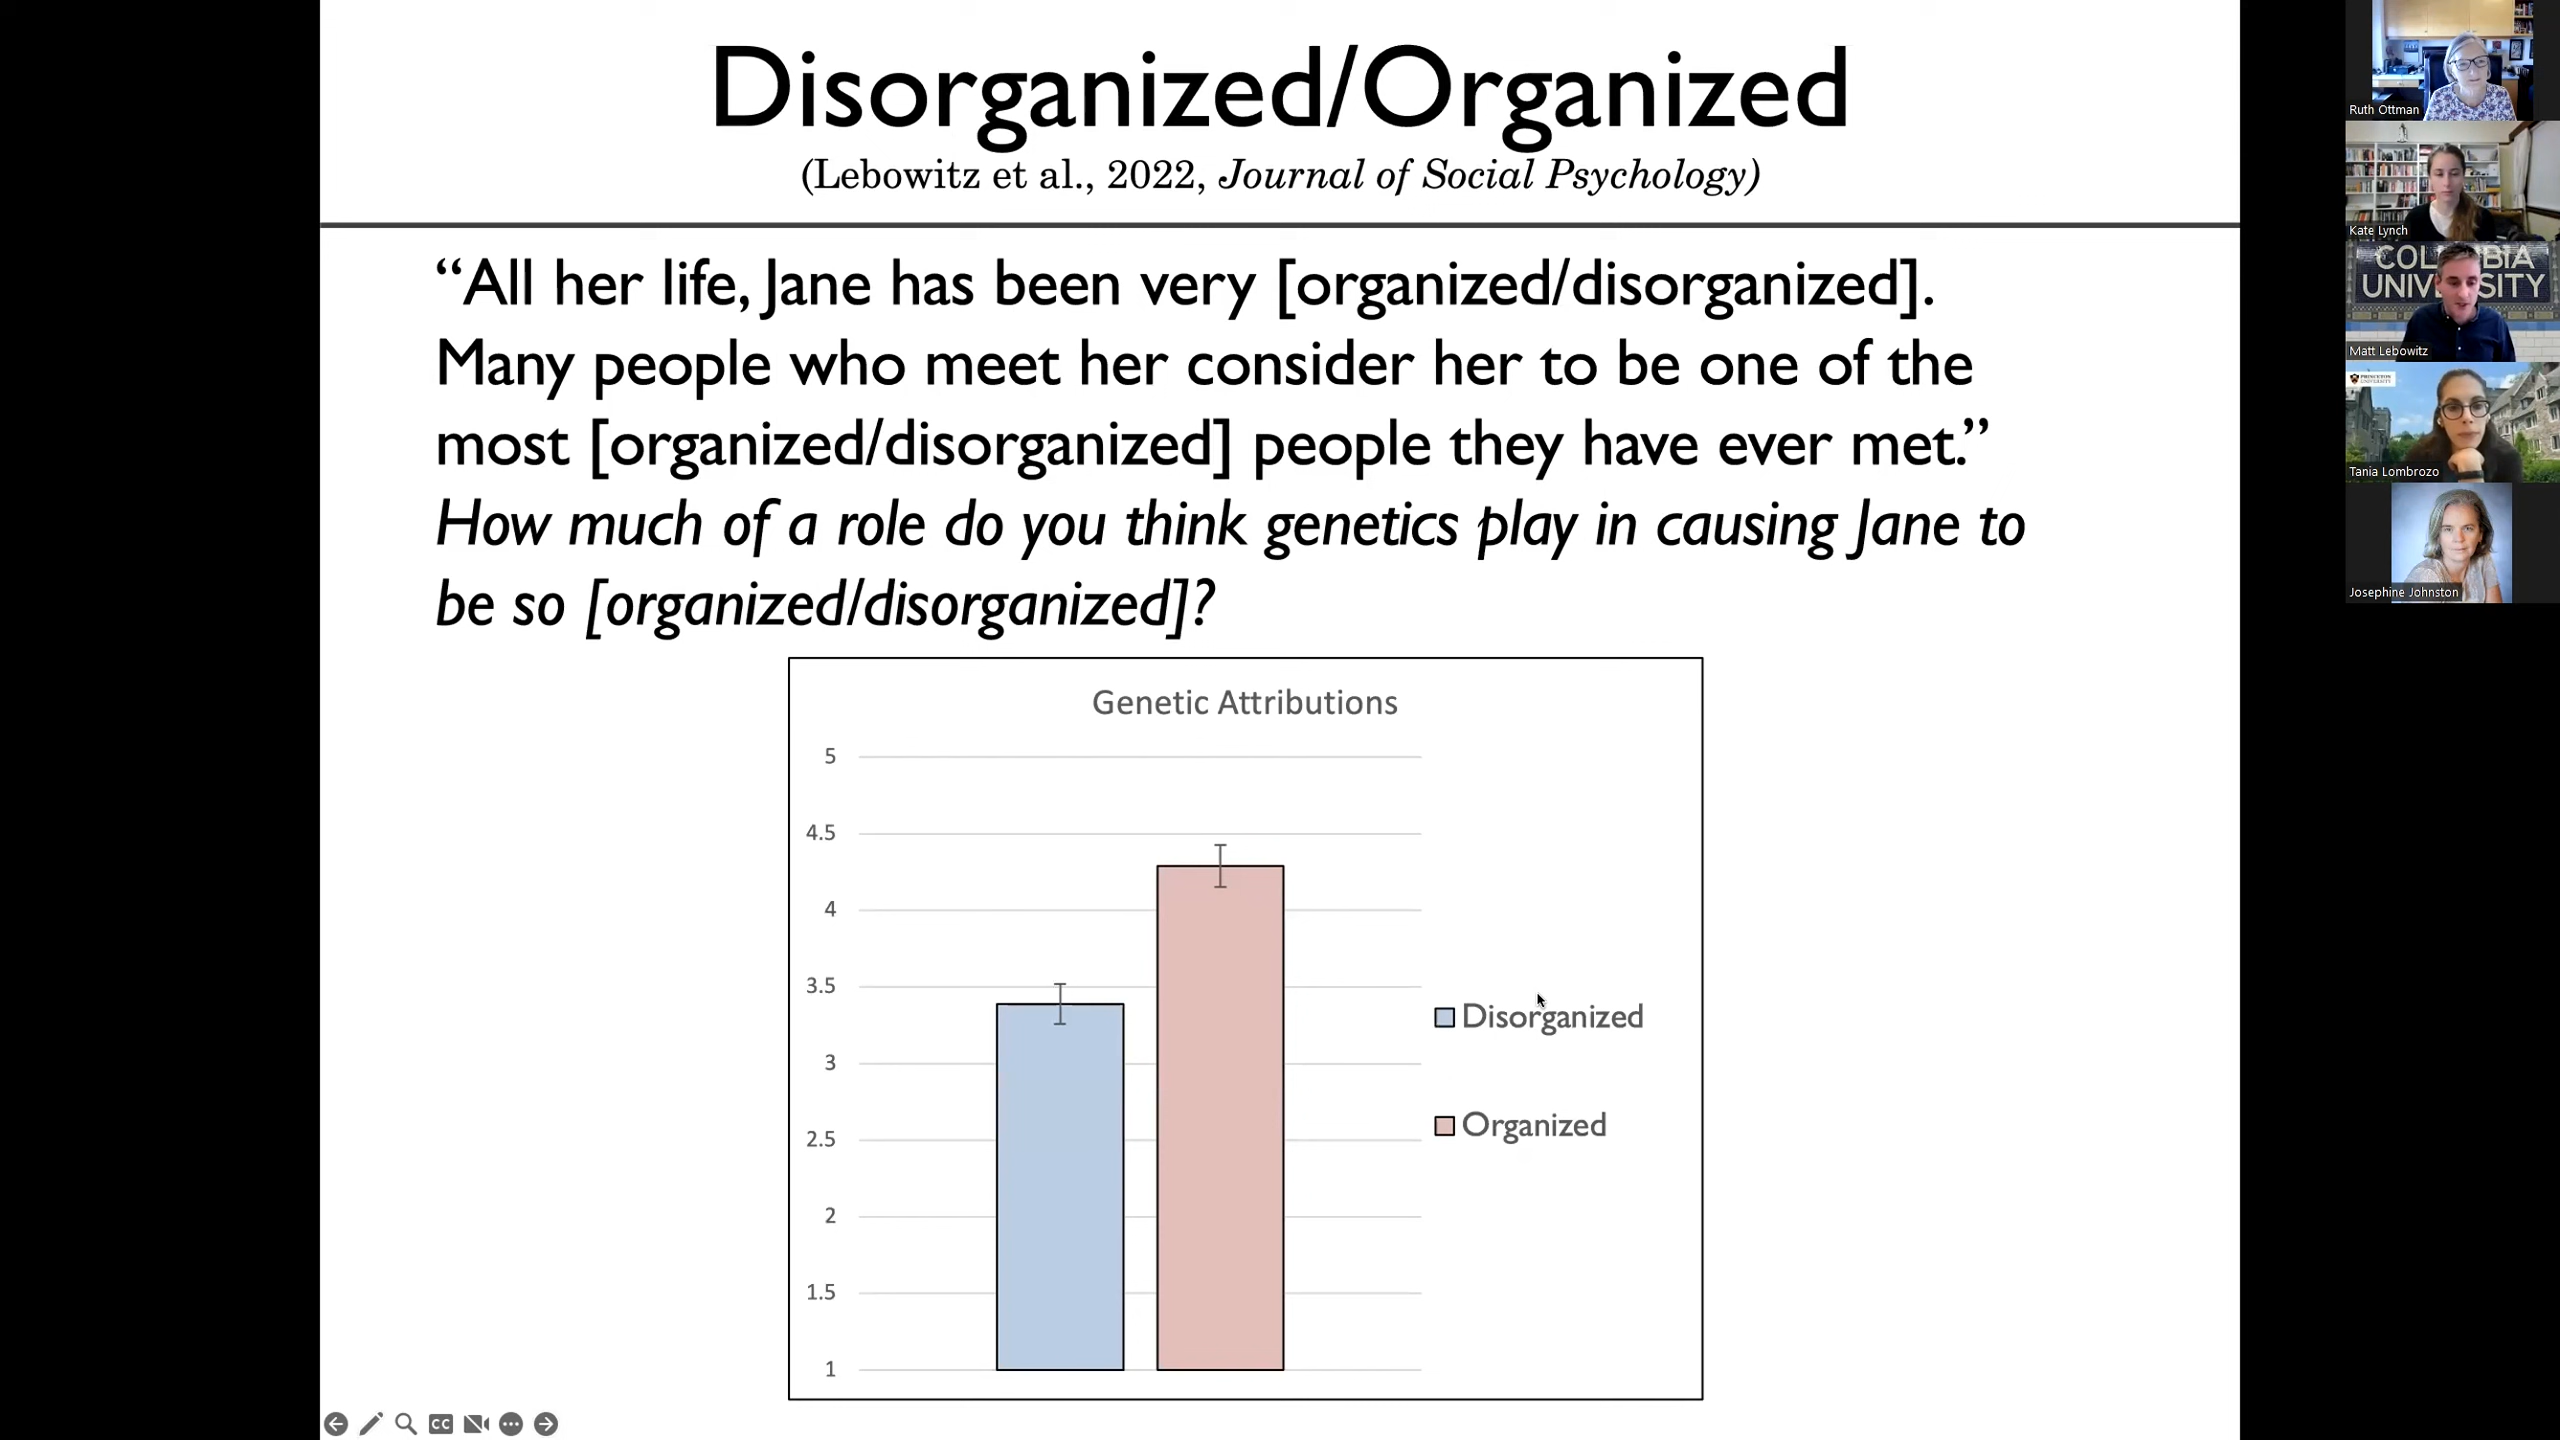 Disorganized/Organized
(Lebowitz et al., 2022, Journal of Social Psychology)
“All her life, Jane has been very [organized/disorganized].
Many people who meet her consider her to be one of the
most [organized/disorganized] people they have ever met.”
How much of a role do you think genetics play in causing Jane to
be so [organized/disorganized]?
Genetic Attributions
5
4.5
4
3.5
3
2.5
2
1.5
1
Disorganized
Organized
CC
Ruth Ottman
Kate Lynch
COLUMBIA
UNIVERSITY
Matt Lebowitz
PRINCETON
UNIVERSITY
Tania Lombrozo
Josephine Johnston